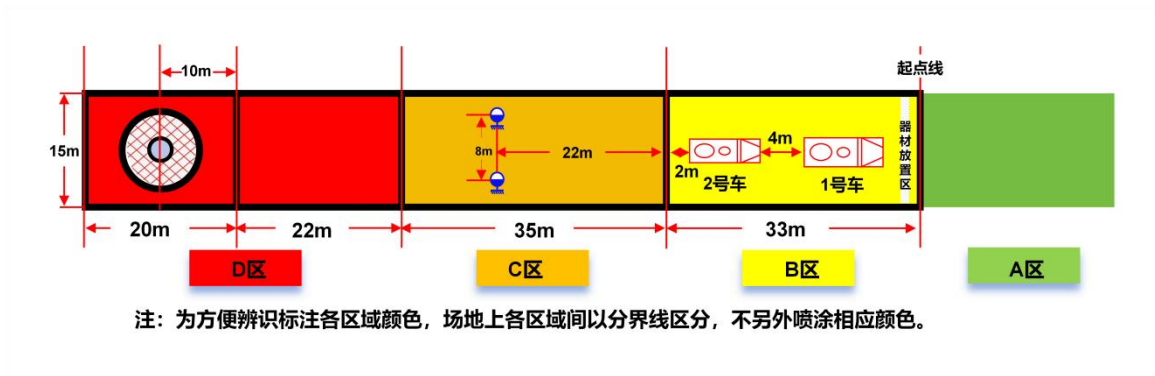 起点线
10m
15m
8m
22m
4m
2m
2号车
1号车
器材放置区
20m
22m
35m
33m
D区
C区
B区
A区
注：为方便辨识标注各区域颜色，场地上各区域间以分界线区分，不另外喷涂相应颜色。